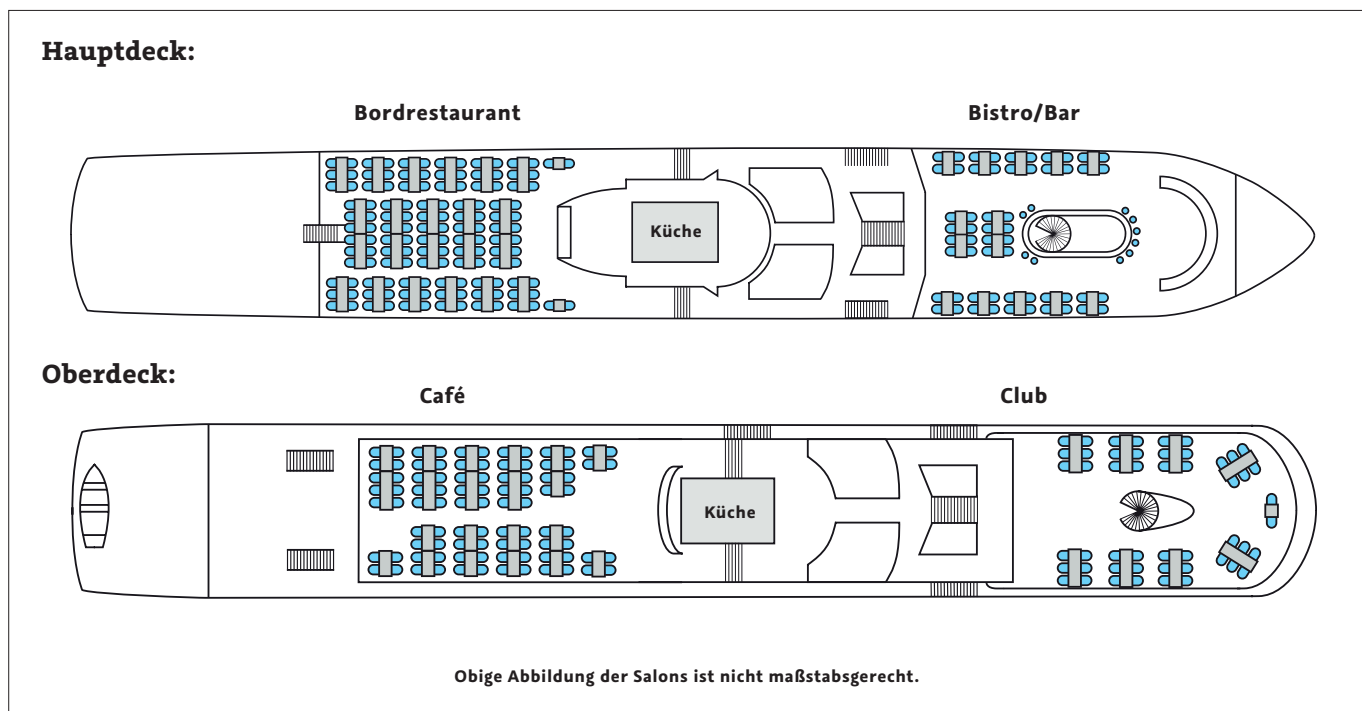 Hauptdeck:
Bordrestaurant
Bistro/Bar
Küche
Oberdeck:
Café
Club
Küche
Obige Abbildung der Salons ist nicht maßstabsgerecht.